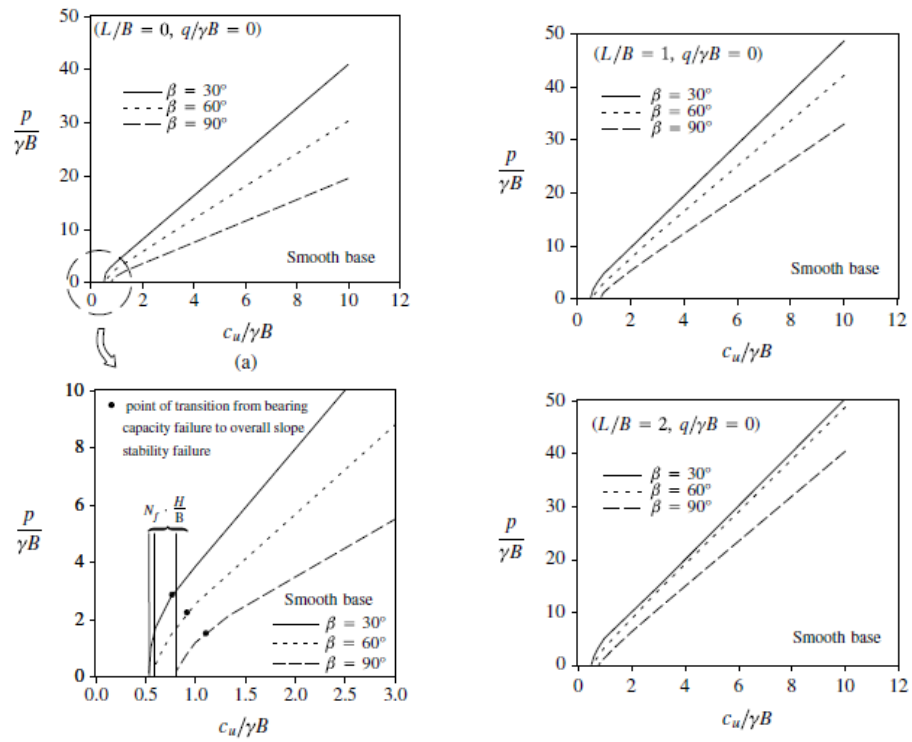 (L/B = 0, q/γB = 0)
50
40
30
20
10
0
p/γB
β = 30°
β = 60°
β = 90°
Smooth base
0 2 4 6 8 10 12
c_u/γB
(a)
(L/B = 1, q/γB = 0)
50
40
30
20
10
0
p/γB
β = 30°
β = 60°
β = 90°
Smooth base
0 2 4 6 8 10 12
c_u/γB
10
8
6
4
2
0
p/γB
• point of transition from bearing
capacity failure to overall slope
stability failure
N_f · H/B
Smooth base
β = 30°
β = 60°
β = 90°
0.0 0.5 1.0 1.5 2.0 2.5 3.0
c_u/γB
(L/B = 2, q/γB = 0)
50
40
30
20
10
0
p/γB
β = 30°
β = 60°
β = 90°
Smooth base
0 2 4 6 8 10 12
c_u/γB